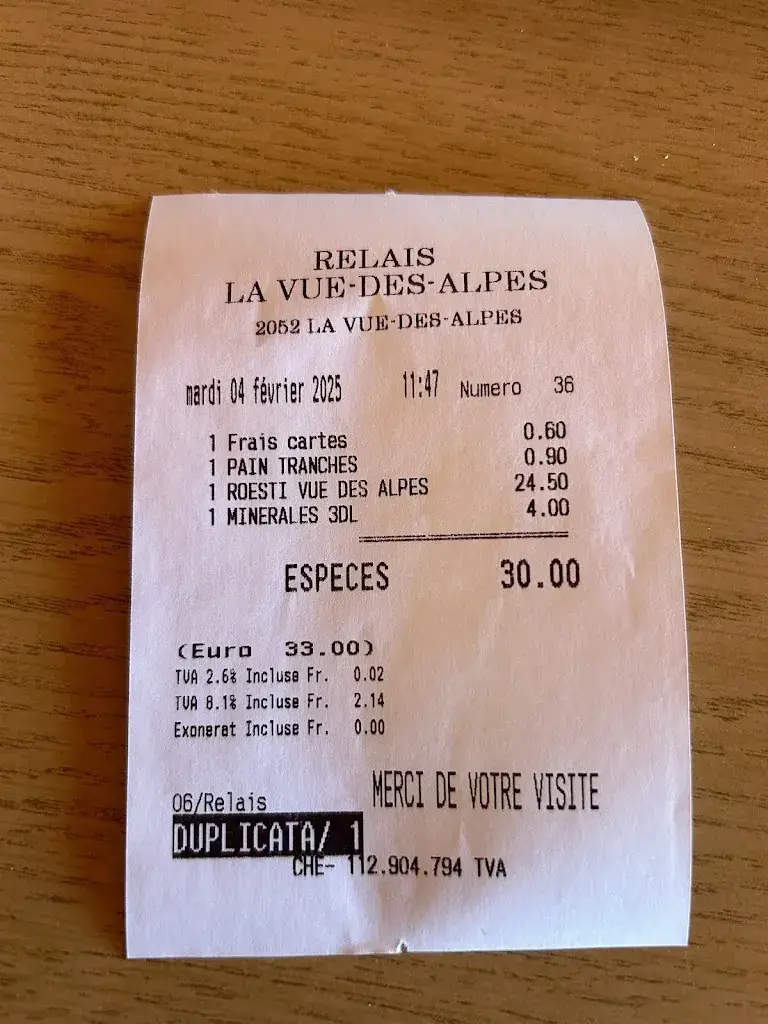 RELAIS
LA VUE-DES-ALPES
2052 LA VUE-DES-ALPES
mardi 04 février 2025 11:47 Numero 36
1 Frais cartes 0.60
1 PAIN TRANCHES 0.90
1 ROESTI VUE DES ALPES 24.50
1 MINERALES 3DL 4.00
ESPECES 30.00
(Euro 33.00)
TVA 2.6% Incluse Fr. 0.02
TVA 8.1% Incluse Fr. 2.14
Exonerat Incluse Fr. 0.00
06/Relais MERCI DE VOTRE VISITE
DUPLICATA/ 1
CHE- 112.904.794 TVA